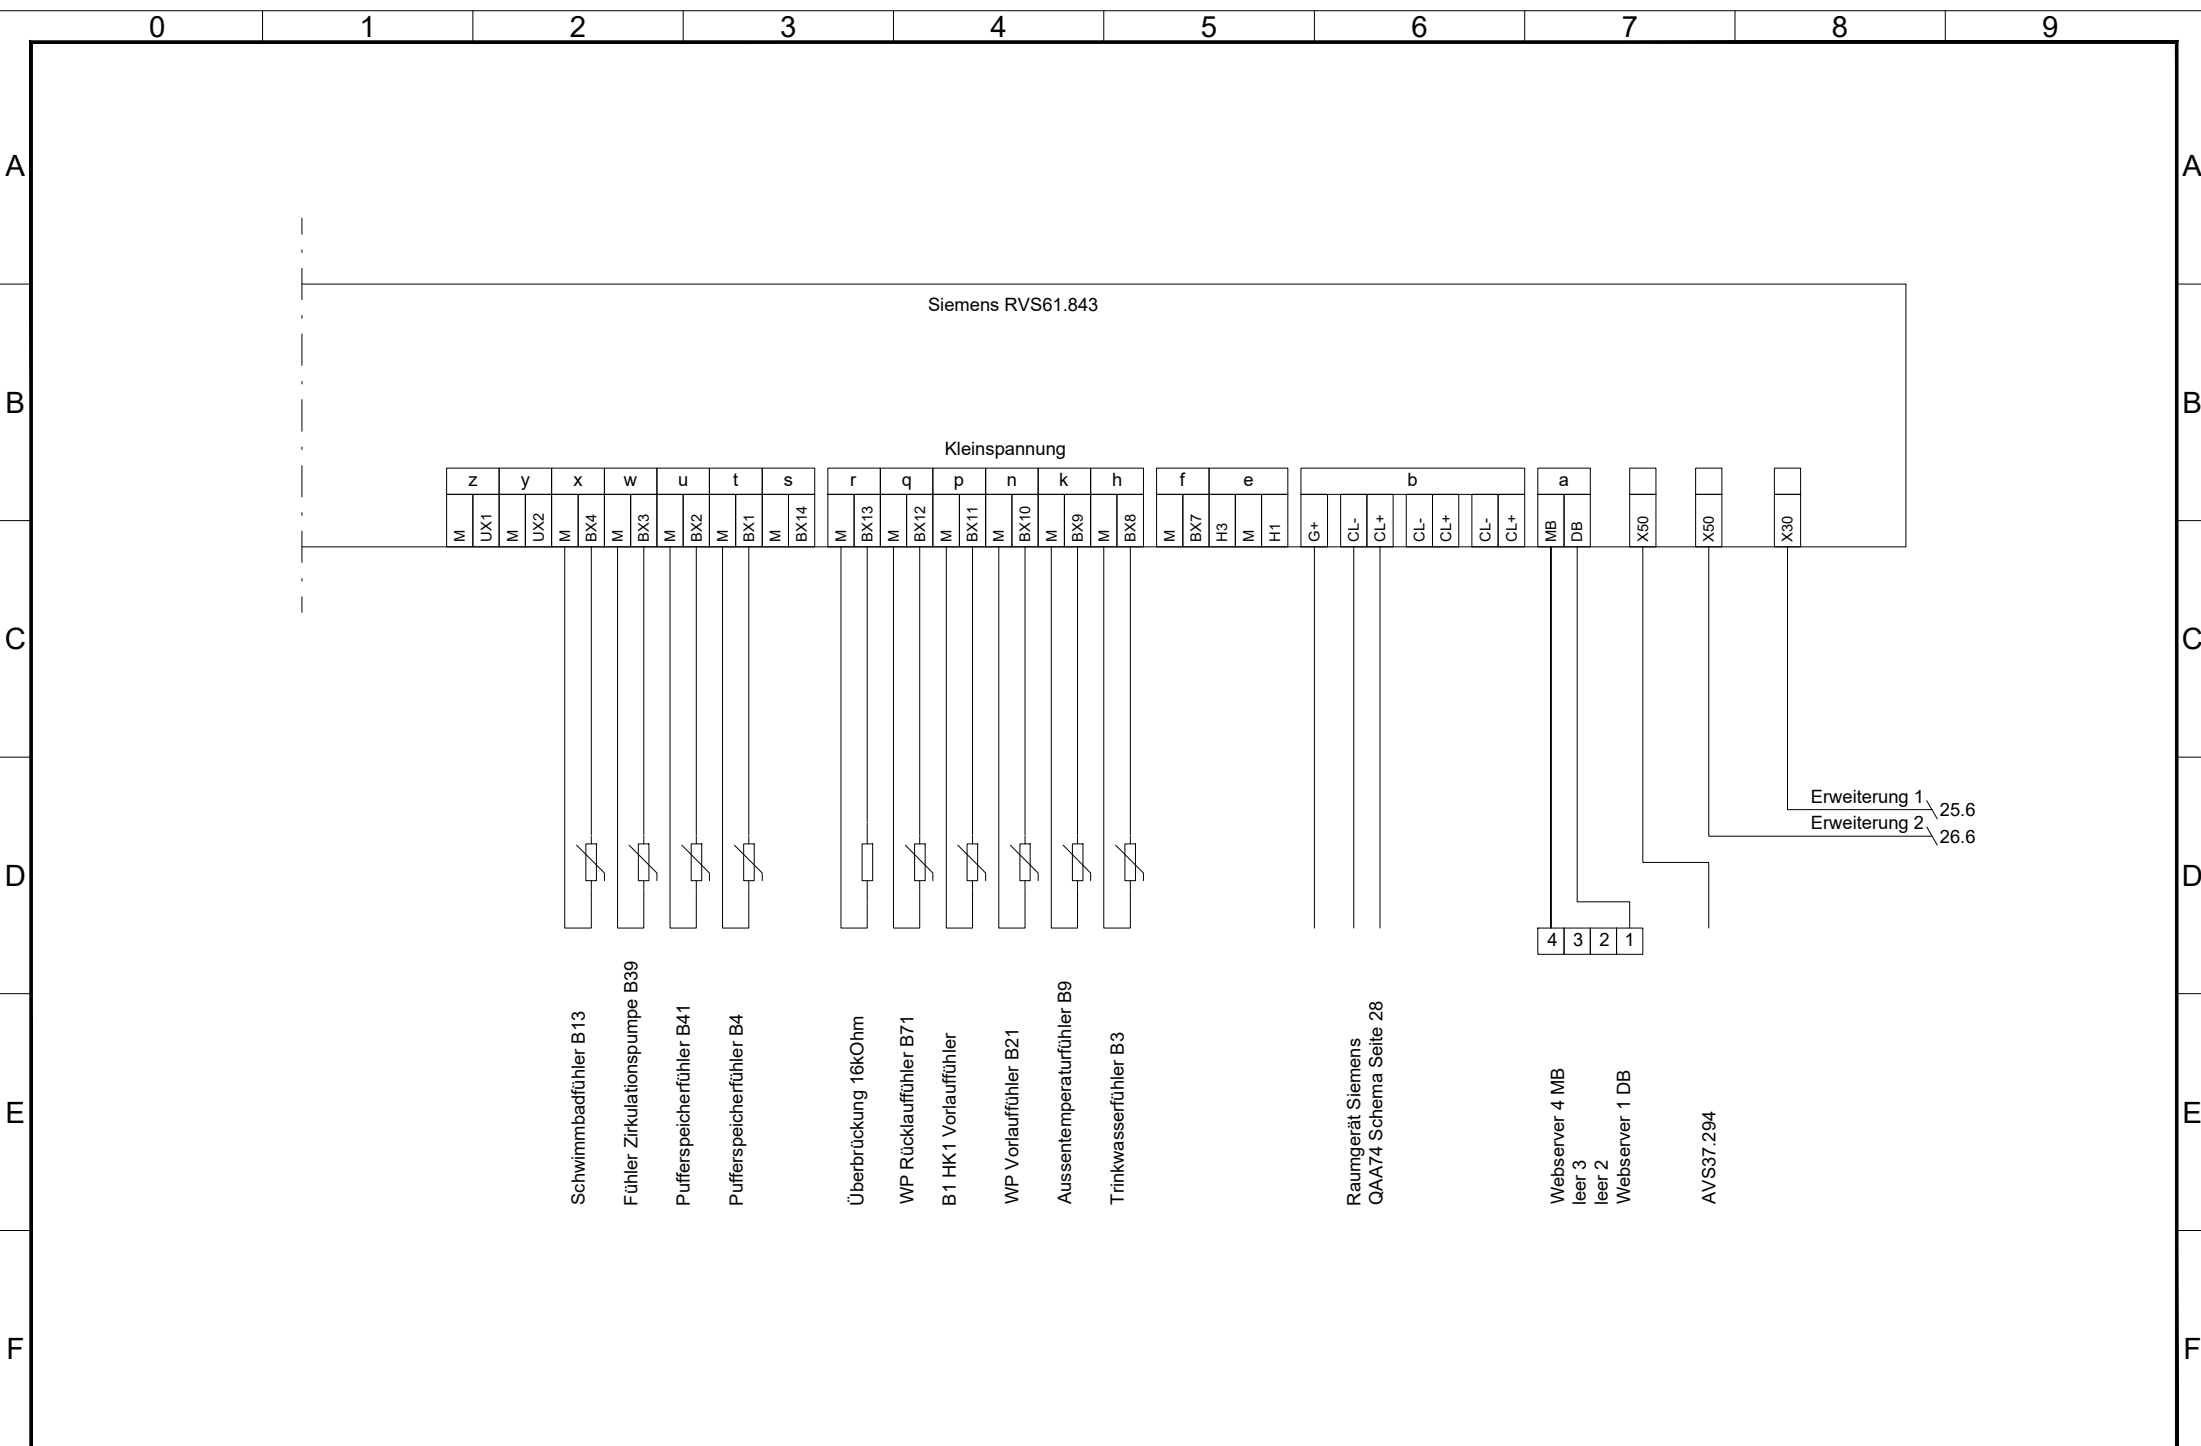 0 1 2 3 4 5 6 7 8 9
A A
Siemens RVS61.843
B B
Kleinspannung
z y x w u t s r q p n k h f e b a
M UX1 M UX2 M BX4 M BX3 M BX2 M BX1 M BX14 M BX13 M BX12 M BX11 M BX10 M BX9 M BX8 M BX7 H3 M H1 G+ CL- CL+ CL- CL+ CL- CL+ MB DB X50 X50 X30
C C
Erweiterung 1 25.6
Erweiterung 2 26.6
D D
4 3 2 1
Schwimmbadfühler B13
Fühler Zirkulationspumpe B39
Pufferspeicherfühler B41
Pufferspeicherfühler B4
Überbrückung 16kOhm
WP Rücklauffühler B71
B1 HK1 Vorlauffühler
WP Vorlauffühler B21
Aussentemperaturfühler B9
Trinkwasserfühler B3
Raumgerät Siemens
QAA74 Schema Seite 28
Webserver 4 MB
leer 3
leer 2
Webserver 1 DB
AVS37.294
E E
F F